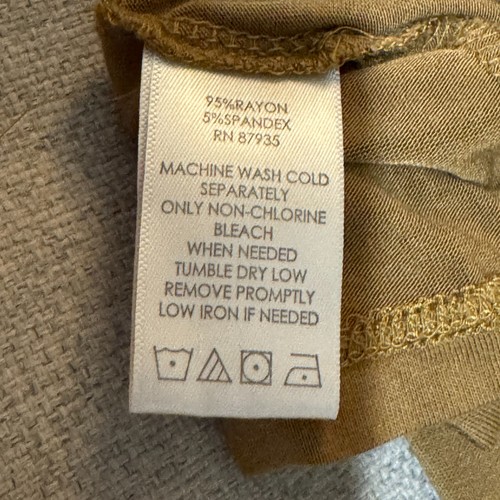 95%RAYON
5%SPANDEX
RN 87935
MACHINE WASH COLD
SEPARATELY
ONLY NON-CHLORINE
BLEACH
WHEN NEEDED
TUMBLE DRY LOW
REMOVE PROMPTLY
LOW IRON IF NEEDED